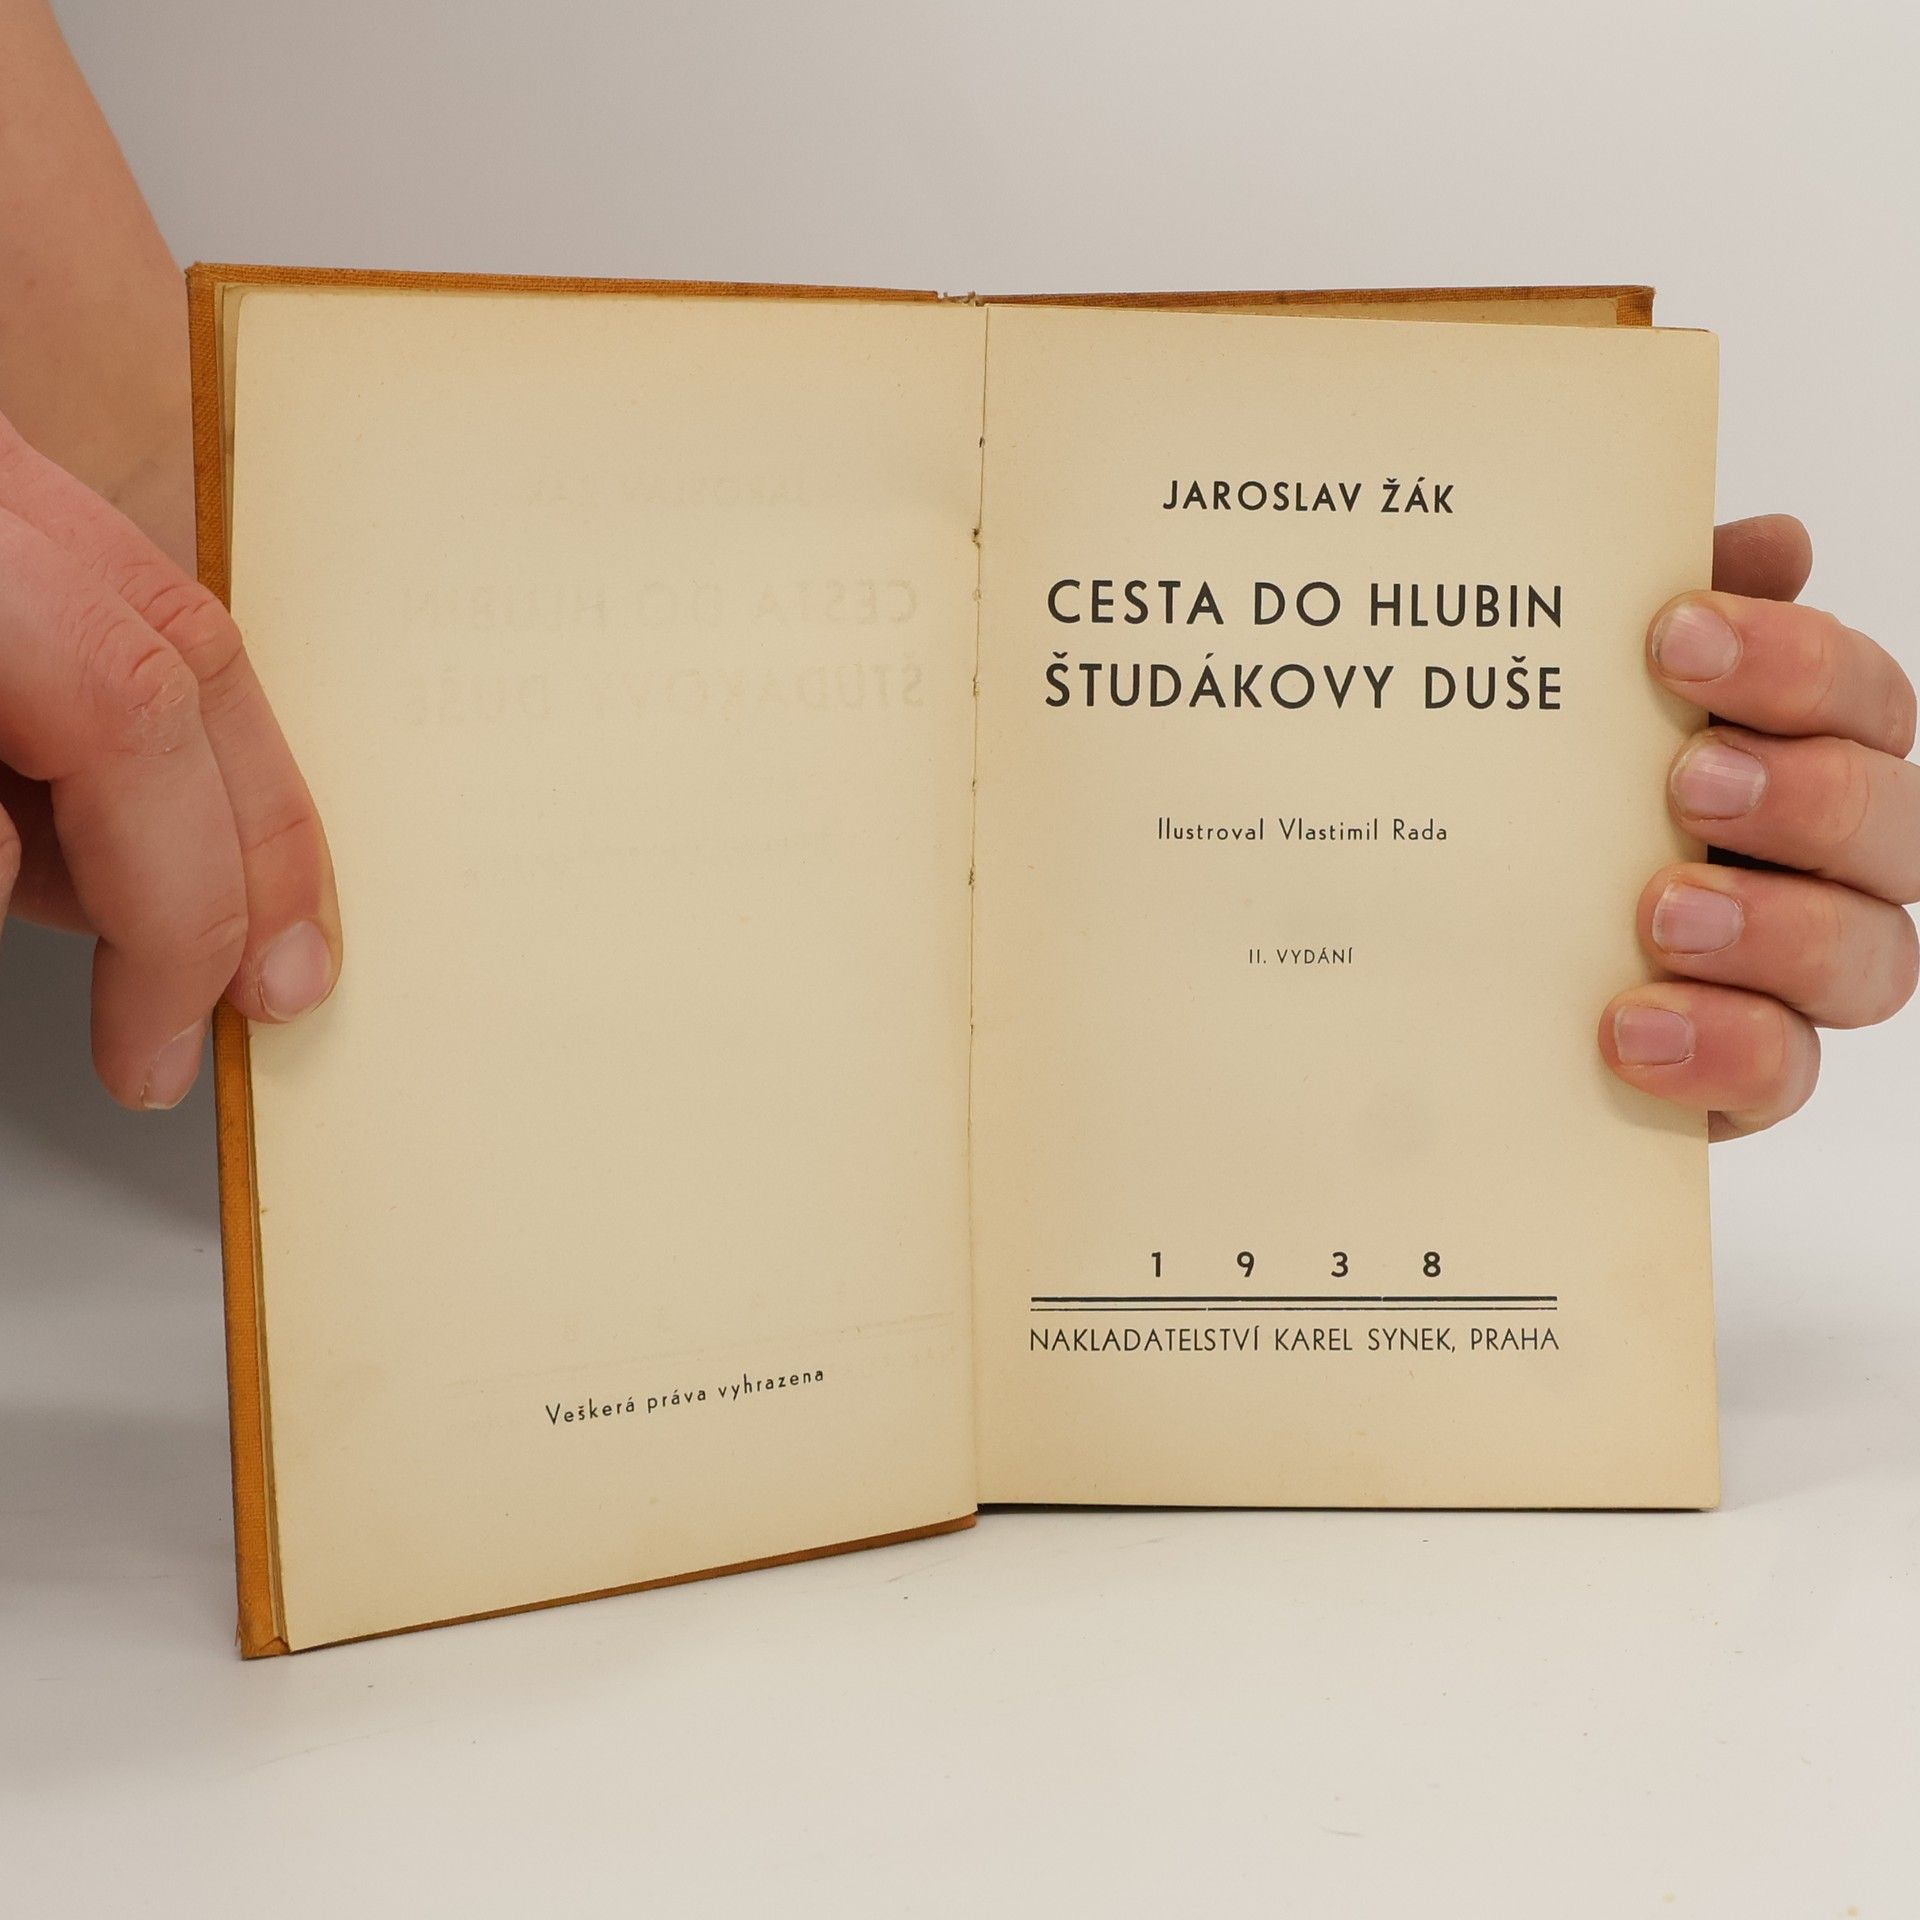 Veškerá práva vyhrazena
JAROSLAV ŽÁK
CESTA DO HLUBIN
ŠTUDÁKOVY DUŠE
Ilustroval Vlastimil Rada
II. VYDÁNÍ
1 9 3 8
NAKLADATELSTVÍ KAREL SYNEK, PRAHA